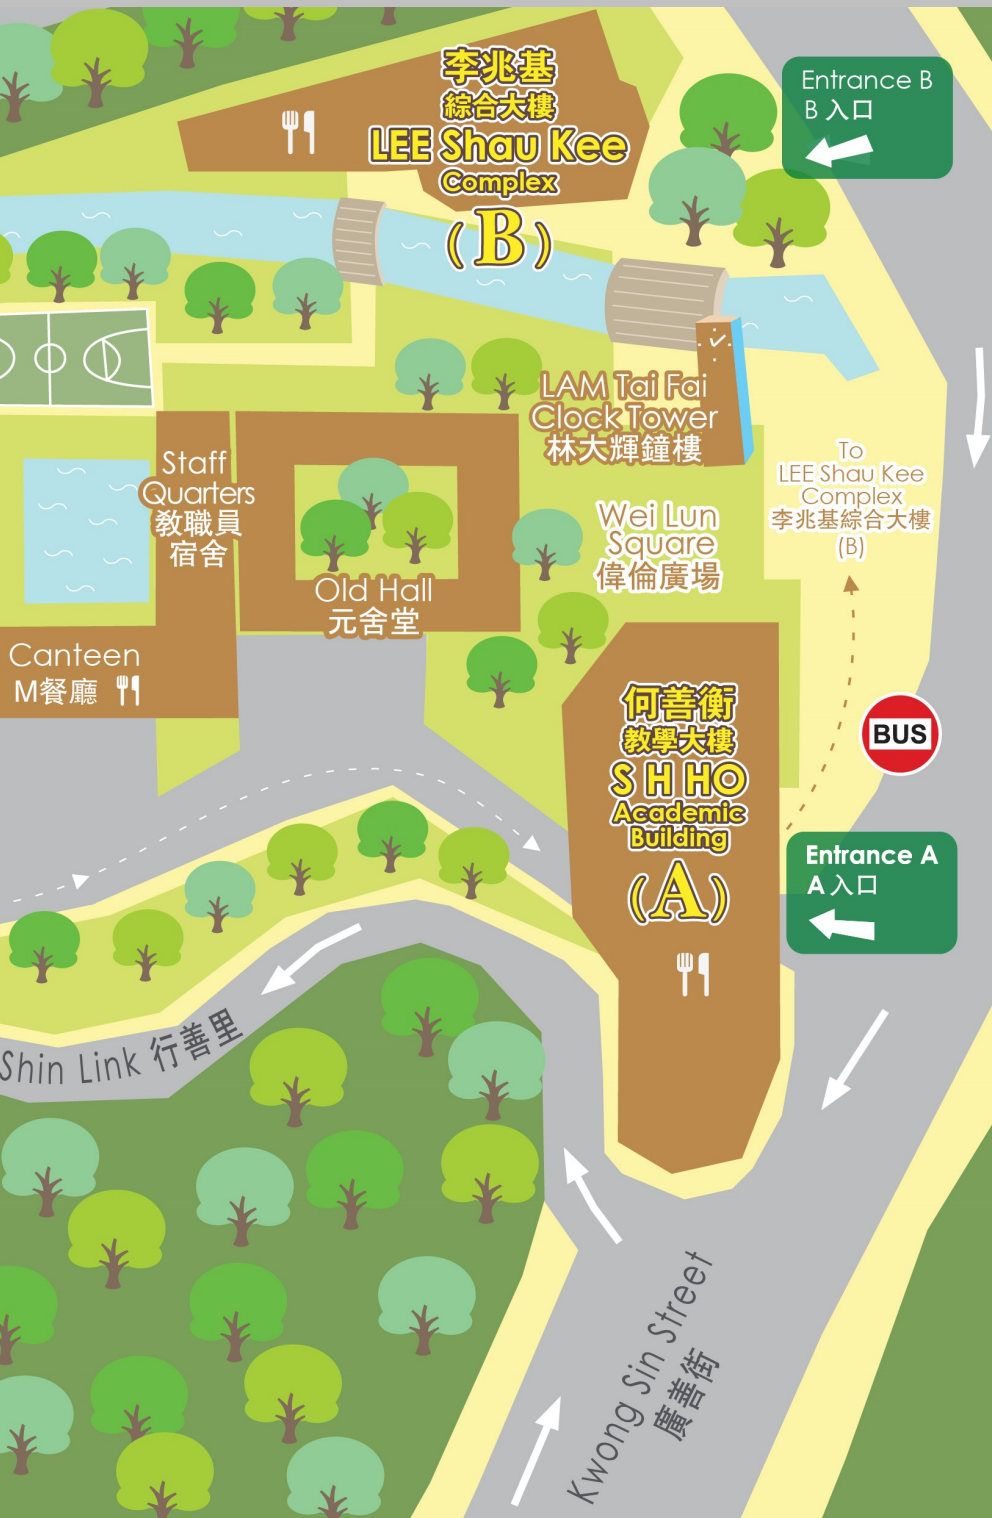 李兆基
綜合大樓
LEE Shau Kee
Complex
(B)
Entrance B
B 入口
LAM Tai Fai
Clock Tower
林大輝鐘樓
To
LEE Shau Kee
Complex
李兆基綜合大樓
(B)
Staff
Quarters
教職員
宿舍
Wei Lun
Square
偉倫廣場
Old Hall
元舍堂
Canteen
M餐廳
何善衡
教學大樓
S H HO
Academic
Building
(A)
BUS
Entrance A
A 入口
Shin Link 行善里
Kwong Sin Street
廣善街